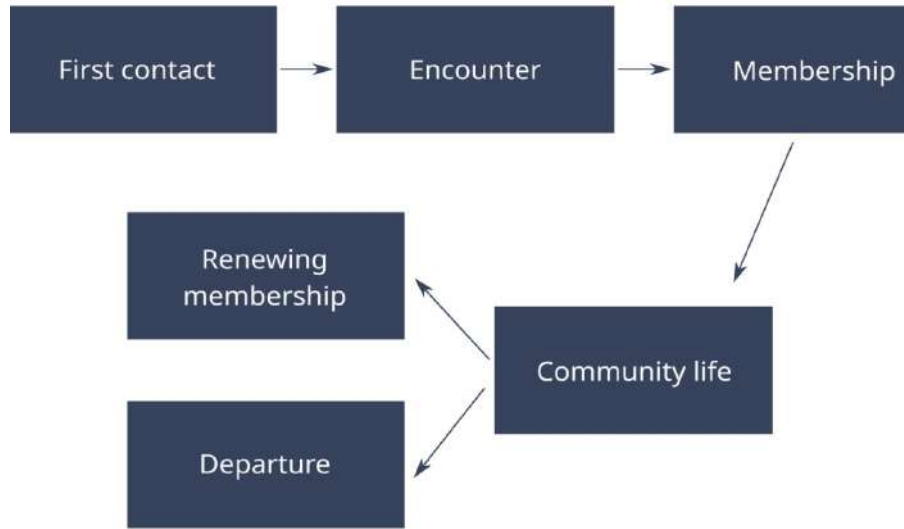 First contact
Encounter
Membership
Renewing
membership
Community life
Departure